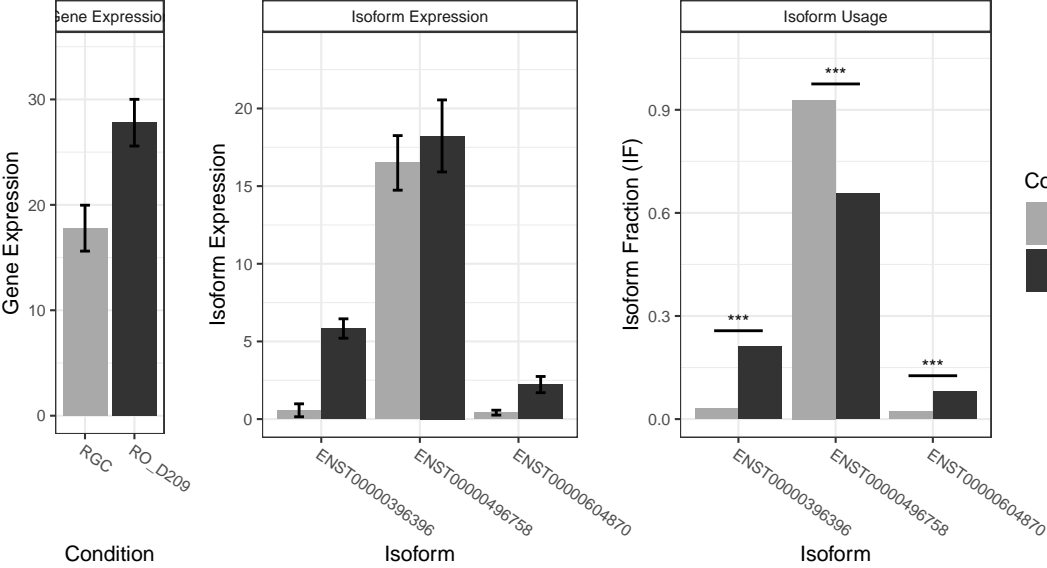 Gene Expression
Isoform Expression
Isoform Usage
Gene Expression
30
20
10
0
RGC
RO_D209
Condition
Isoform Expression
20
15
10
5
0
ENST00000396396
ENST00000496758
ENST00000604870
Isoform
Isoform Fraction (IF)
0.9
0.6
0.3
0.0
***
***
***
ENST00000396396
ENST00000496758
ENST00000604870
Isoform